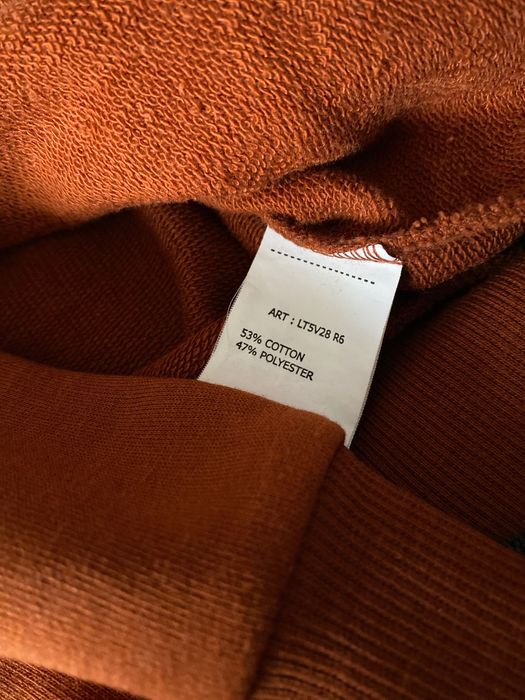 ART : LT5V28 R6
53% COTTON
47% POLYESTER